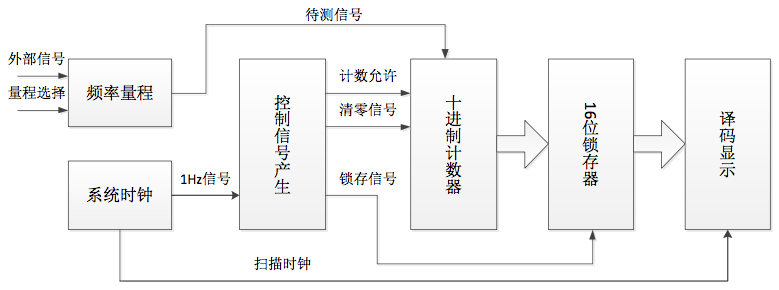 待测信号
外部信号
量程选择
频率量程
计数允许
清零信号
控制信号产生
十进制计数器
16位锁存器
译码显示
系统时钟
1Hz信号
锁存信号
扫描时钟